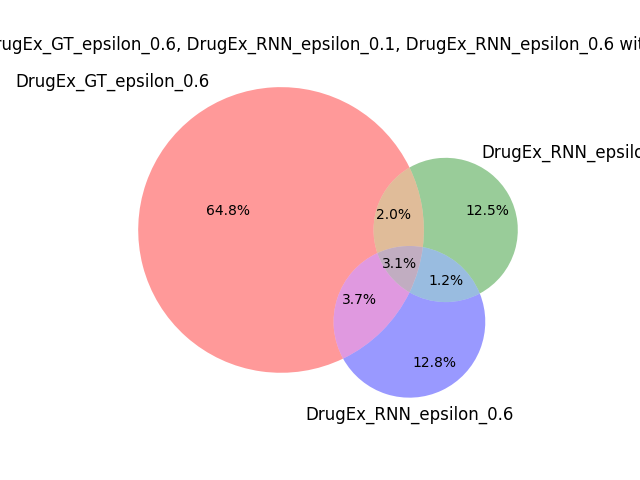 DrugEx_GT_epsilon_0.6, DrugEx_RNN_epsilon_0.1, DrugEx_RNN_epsilon_0.6
DrugEx_GT_epsilon_0.6
DrugEx_RNN_epsilo
64.8%
2.0%
12.5%
3.1%
1.2%
3.7%
12.8%
DrugEx_RNN_epsilon_0.6